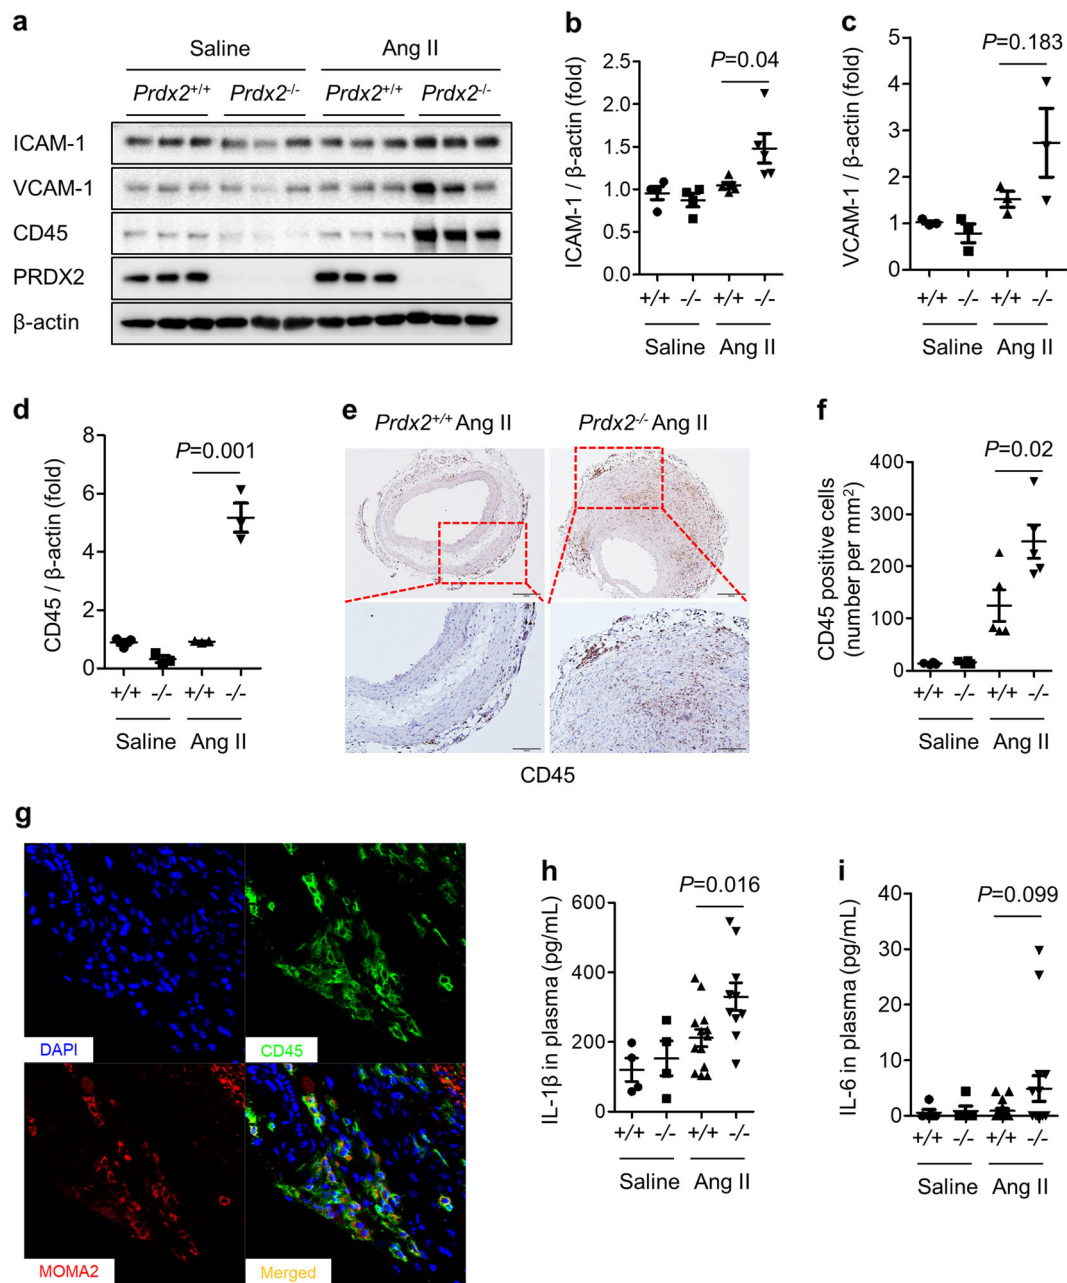 a
Saline Ang II
Prdx2+/+ Prdx2-/- Prdx2+/+ Prdx2-/-
ICAM-1
VCAM-1
CD45
PRDX2
β-actin
b
P=0.04
ICAM-1 / β-actin (fold)
2.5
2.0
1.5
1.0
0.5
0.0
+/+ -/- +/+ -/-
Saline Ang II
c
P=0.183
VCAM-1 / β-actin (fold)
5
4
3
2
1
0
+/+ -/- +/+ -/-
Saline Ang II
d
P=0.001
CD45 / β-actin (fold)
8
6
4
2
0
+/+ -/- +/+ -/-
Saline Ang II
e
Prdx2+/+ Ang II Prdx2-/- Ang II
CD45
f
P=0.02
CD45 positive cells
(number per mm²)
400
300
200
100
0
+/+ -/- +/+ -/-
Saline Ang II
g
DAPI CD45
MOMA2 Merged
h
P=0.016
IL-1β in plasma (pg/mL)
600
400
200
0
+/+ -/- +/+ -/-
Saline Ang II
i
P=0.099
IL-6 in plasma (pg/mL)
40
30
20
10
0
+/+ -/- +/+ -/-
Saline Ang II